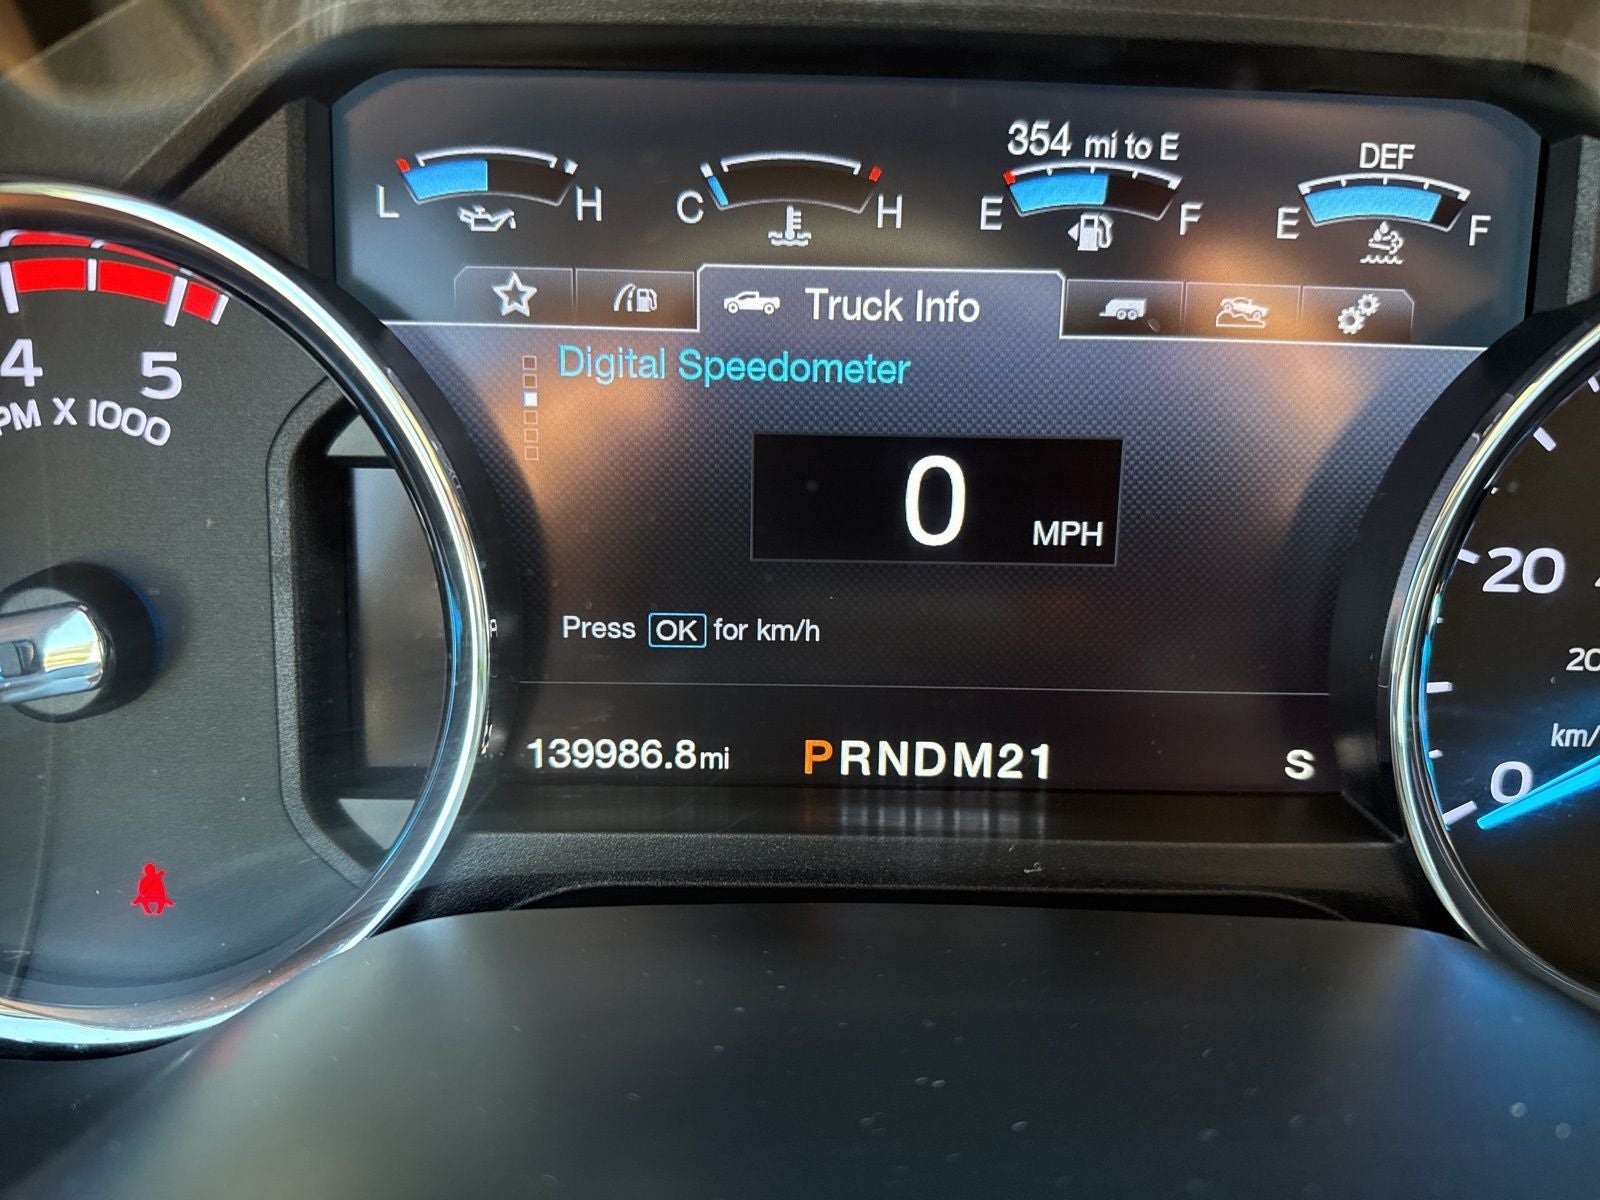 354 mi to E
DEF
L H
C H
E F
E F
Truck Info
Digital Speedometer
4 5
PM X 1000
0 MPH
Press OK for km/h
20
20
km/
139986.8mi
PRNDM21
S
0